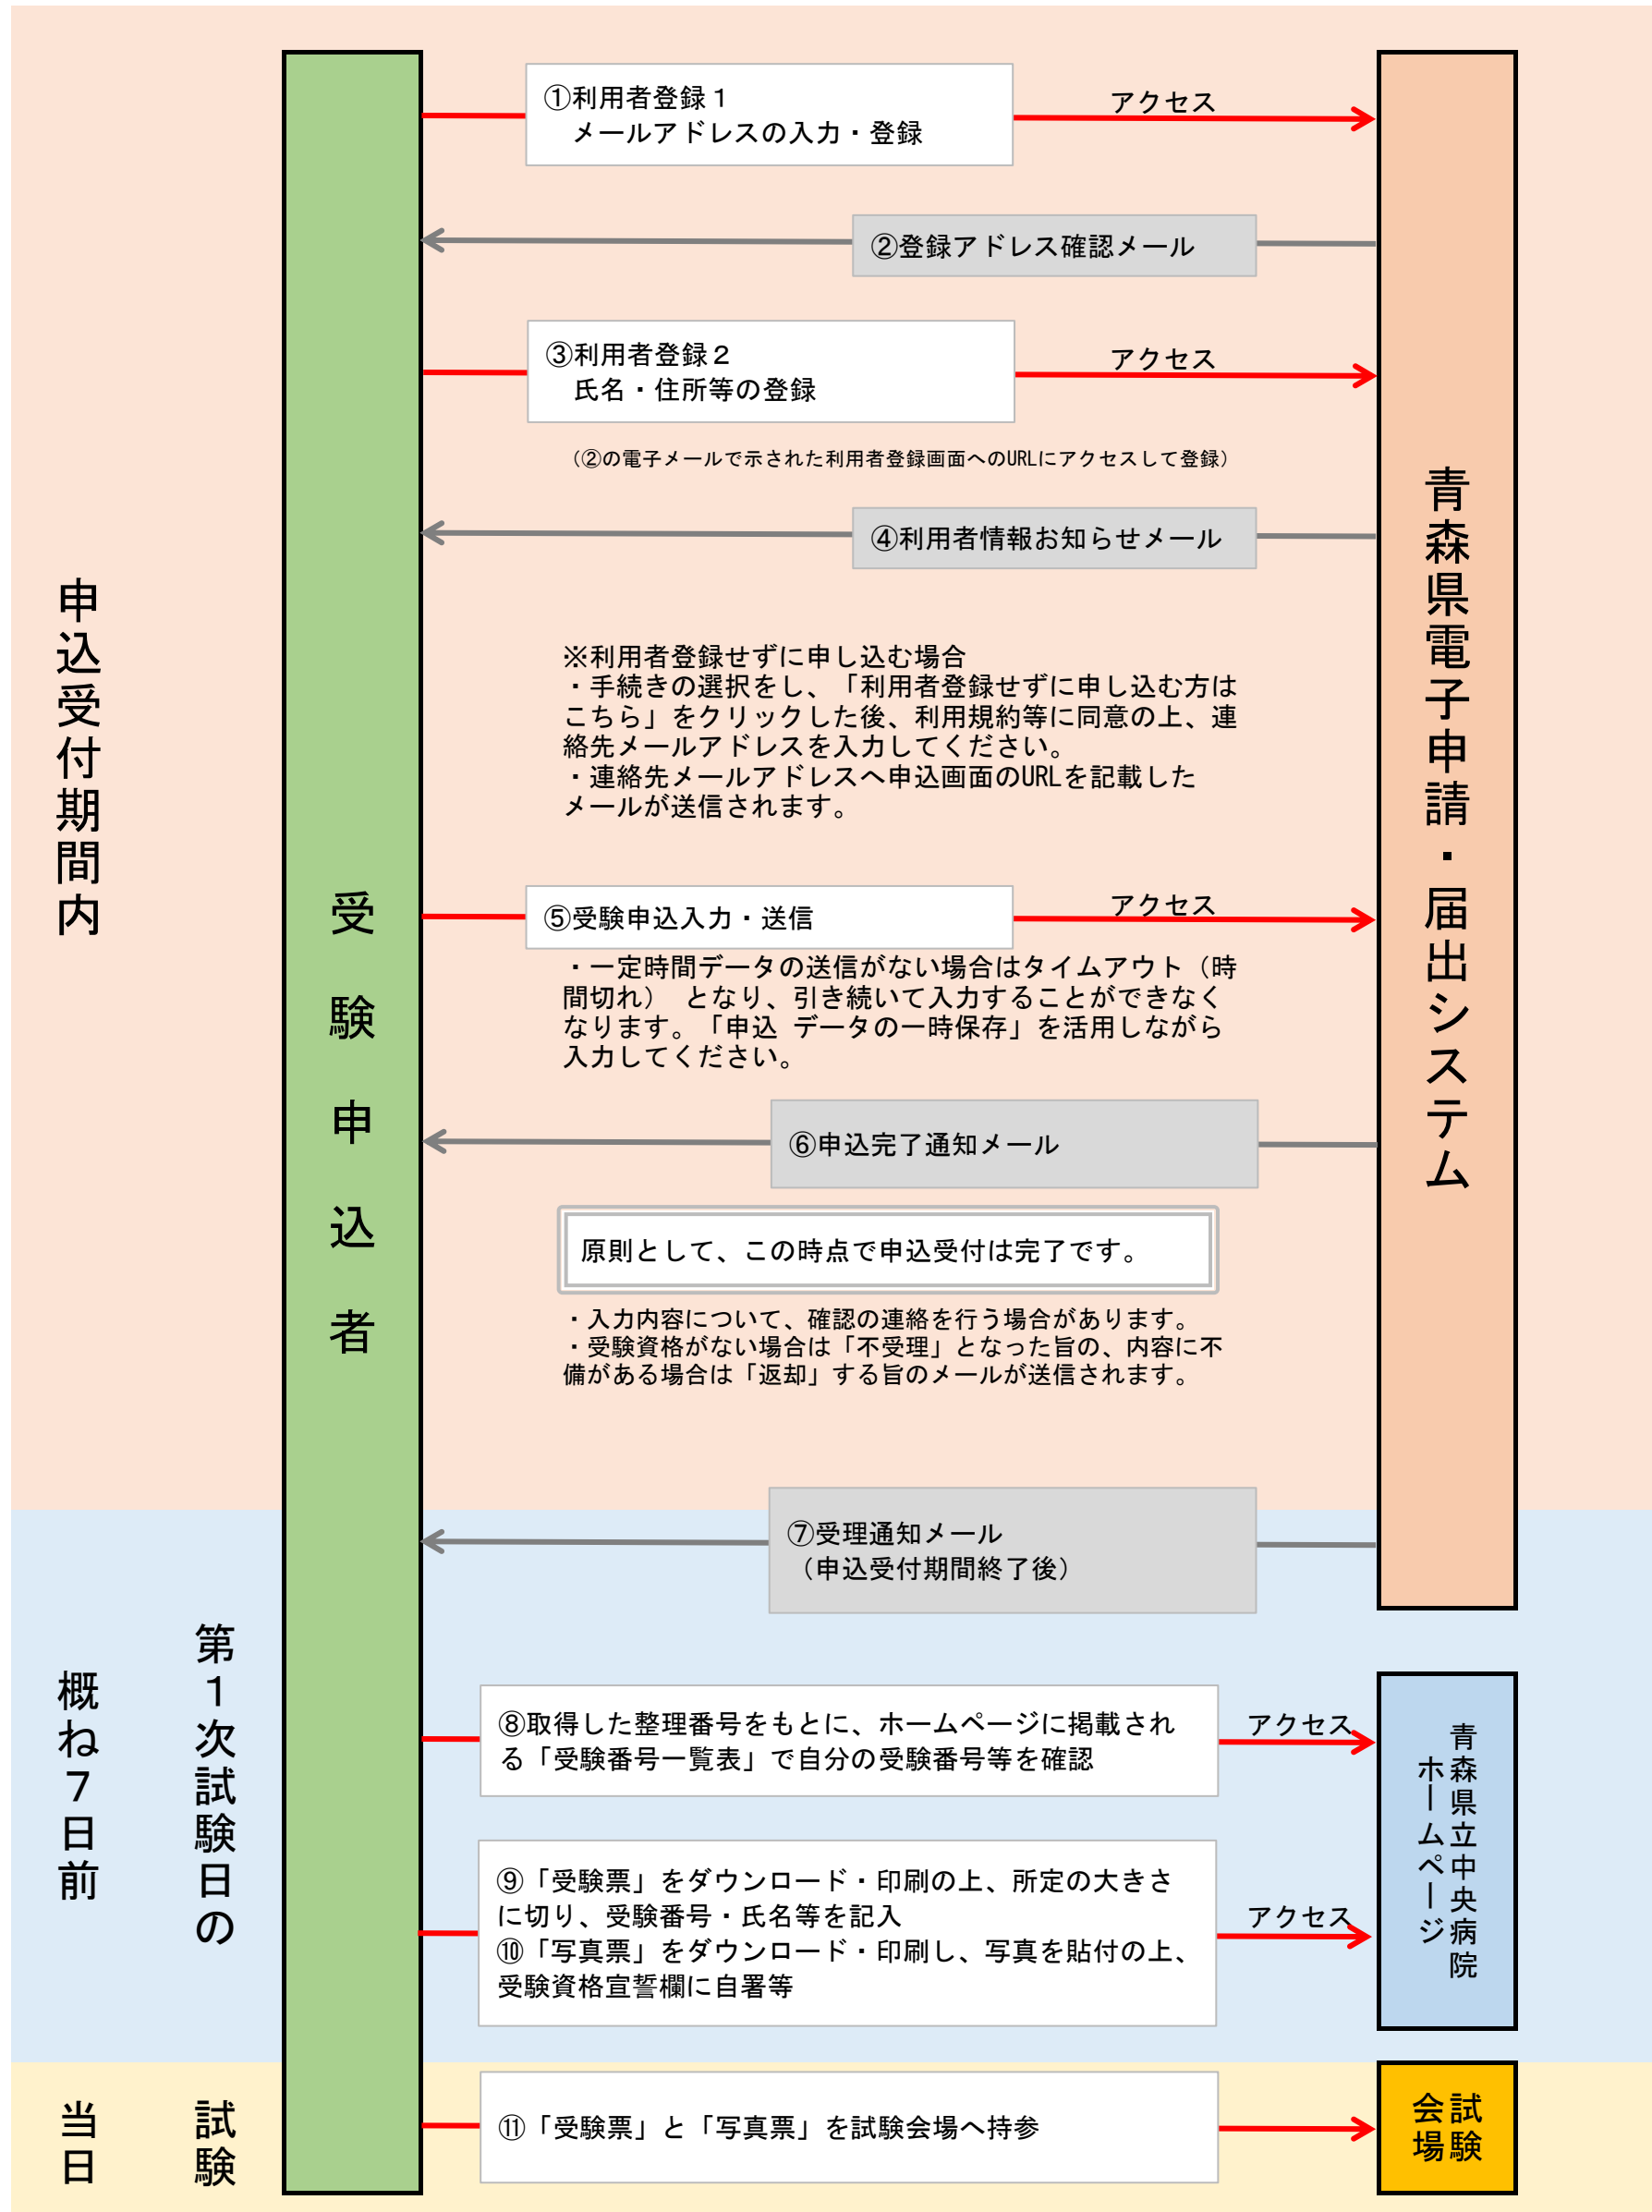 申込受付期間内
受験申込者
青森県電子申請・届出システム
①利用者登録１
メールアドレスの入力・登録
アクセス
②登録アドレス確認メール
③利用者登録２
氏名・住所等の登録
アクセス
（②の電子メールで示された利用者登録画面へのURLにアクセスして登録）
④利用者情報お知らせメール
※利用者登録せずに申し込む場合
・手続きの選択をし、「利用者登録せずに申し込む方は
こちら」をクリックした後、利用規約等に同意の上、連
絡先メールアドレスを入力してください。
・連絡先メールアドレスへ申込画面のURLを記載した
メールが送信されます。
⑤受験申込入力・送信
アクセス
・一定時間データの送信がない場合はタイムアウト（時
間切れ） となり、引き続いて入力することができなく
なります。「申込 データの一時保存」を活用しながら
入力してください。
⑥申込完了通知メール
原則として、この時点で申込受付は完了です。
・入力内容について、確認の連絡を行う場合があります。
・受験資格がない場合は「不受理」となった旨の、内容に不
備がある場合は「返却」する旨のメールが送信されます。
⑦受理通知メール
（申込受付期間終了後）
第１次試験日の
概ね７日前
⑧取得した整理番号をもとに、ホームページに掲載され
る「受験番号一覧表」で自分の受験番号等を確認
アクセス
青森県立中央病院
ホームページ
⑨「受験票」をダウンロード・印刷の上、所定の大きさ
に切り、受験番号・氏名等を記入
⑩「写真票」をダウンロード・印刷し、写真を貼付の上、
受験資格宣誓欄に自署等
アクセス
試験
当日
⑪「受験票」と「写真票」を試験会場へ持参
試験
会場